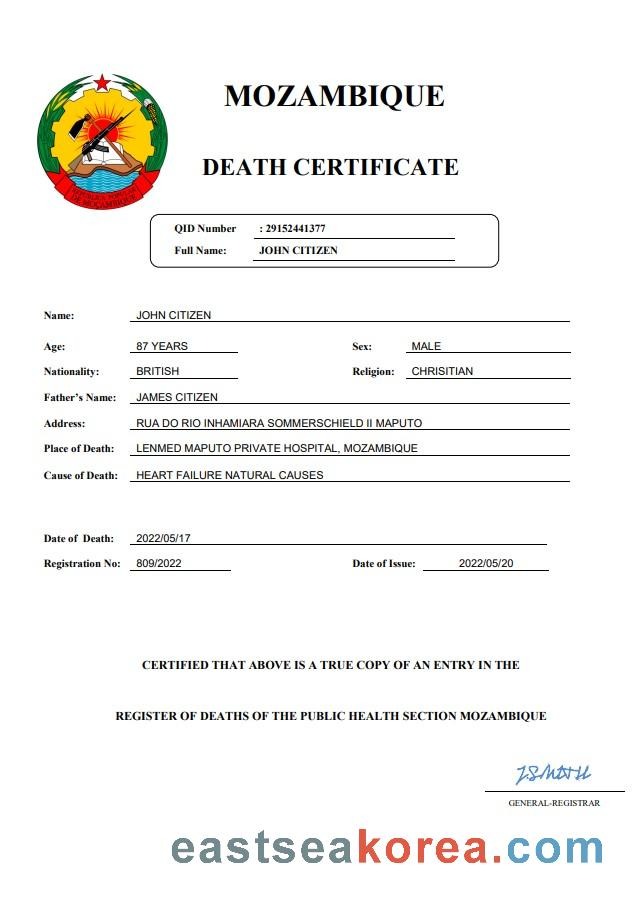 MOZAMBIQUE
DEATH CERTIFICATE
QID Number : 29152441377
Full Name: JOHN CITIZEN
Name: JOHN CITIZEN
Age: 87 YEARS Sex: MALE
Nationality: BRITISH Religion: CHRISITIAN
Father's Name: JAMES CITIZEN
Address: RUA DO RIO INHAMIARA SOMMERSCHIELD II MAPUTO
Place of Death: LENMED MAPUTO PRIVATE HOSPITAL, MOZAMBIQUE
Cause of Death: HEART FAILURE NATURAL CAUSES
Date of Death: 2022/05/17
Registration No: 809/2022 Date of Issue: 2022/05/20
CERTIFIED THAT ABOVE IS A TRUE COPY OF AN ENTRY IN THE
REGISTER OF DEATHS OF THE PUBLIC HEALTH SECTION MOZAMBIQUE
GENERAL-REGISTRAR
eastseakorea.com